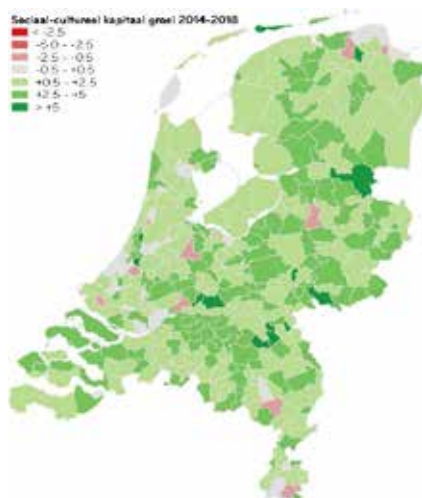 Sociaal-cultureel kapitaal groei 2014-2018
< -2.5
-5.0 - -2.5
-2.5 - -0.5
-0.5 - +0.5
+0.5 - +2.5
+2.5 - +5
> +5